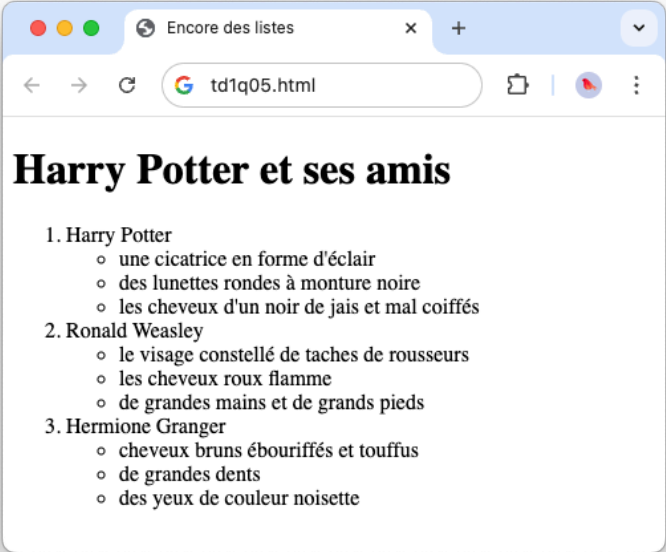 Encore des listes
td1q05.html
Harry Potter et ses amis
1. Harry Potter
une cicatrice en forme d'éclair
des lunettes rondes à monture noire
les cheveux d'un noir de jais et mal coiffés
2. Ronald Weasley
le visage constellé de taches de rousseurs
les cheveux roux flamme
de grandes mains et de grands pieds
3. Hermione Granger
cheveux bruns ébouriffés et touffus
de grandes dents
des yeux de couleur noisette